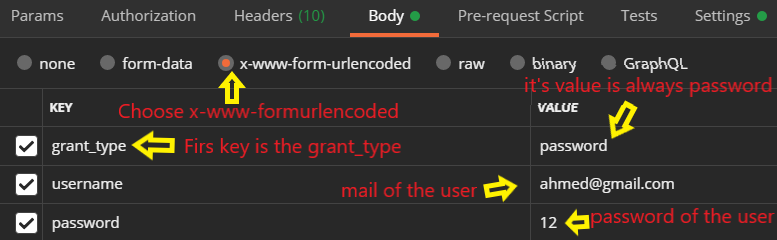 Params Authorization Headers (10) Body Pre-request Script Tests Settings
none form-data x-www-form-urlencoded raw binary GraphQL
it's value is always password
KEY Choose x-www-formurlencoded VALUE
grant_type Firs key is the grant_type password
username mail of the user ahmed@gmail.com
password 12 password of the user